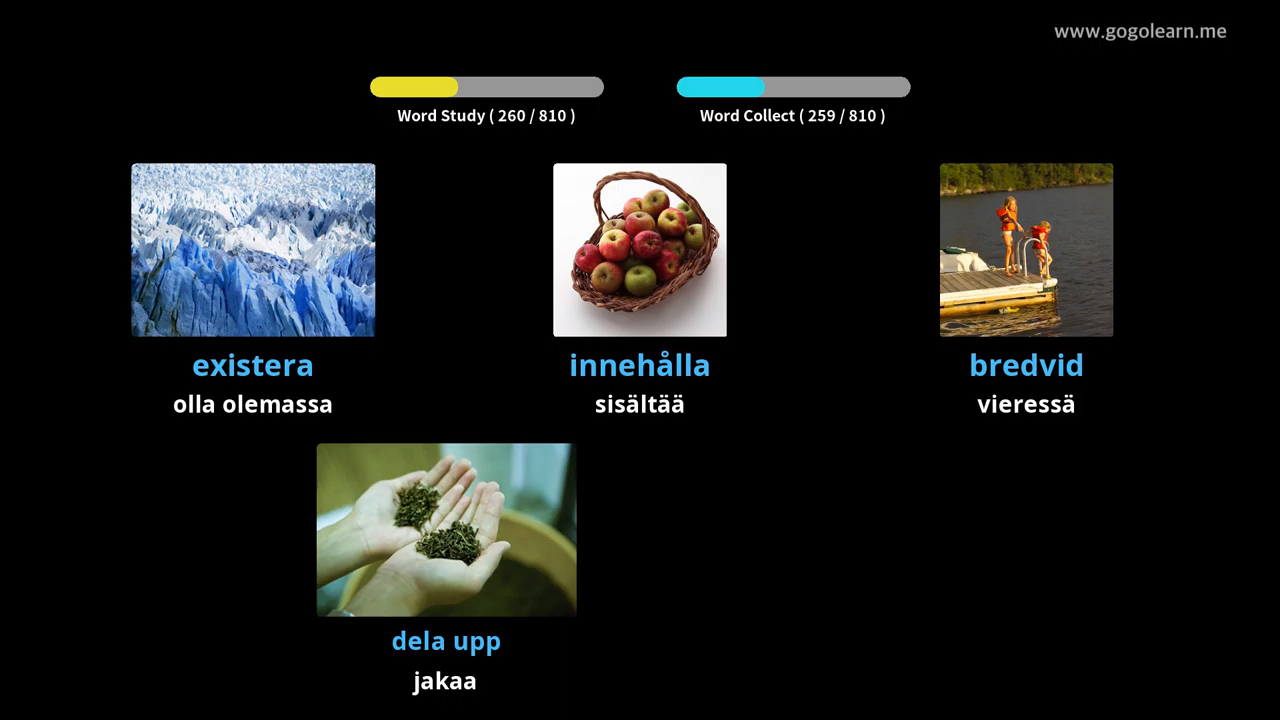 www.gogolearn.me
Word Study ( 260 / 810 )
Word Collect ( 259 / 810 )
existera
olla olemassa
innehålla
sisältää
bredvid
vieressä
dela upp
jakaa